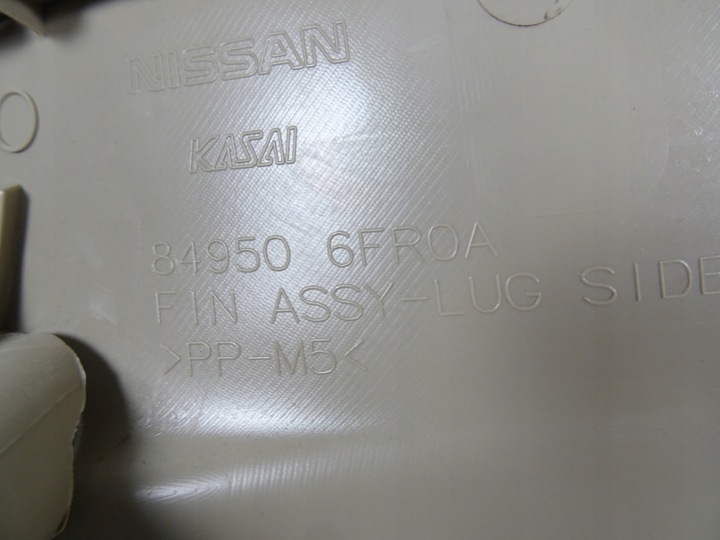 NISSAN
KASAI
84950 6FR0A
FIN ASSY-LUG SIDE
>PP-M5<